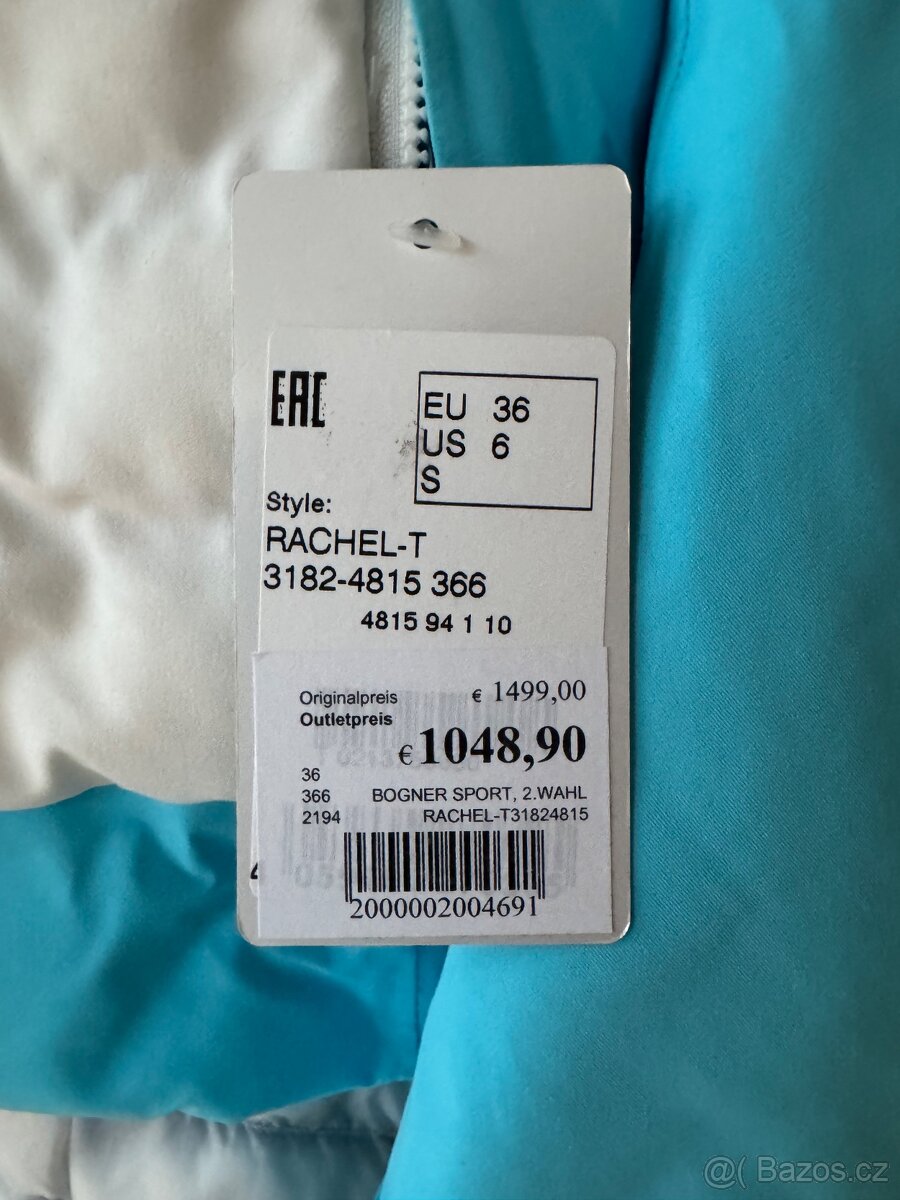 EAC
EU 36
US 6
S
Style:
RACHEL-T
3182-4815 366
4815 94 1 10
Originalpreis € 1499,00
Outletpreis
€ 1048,90
36
366 BOGNER SPORT, 2.WAHL
2194 RACHEL-T31824815
2000002004691
@( Bazos.cz